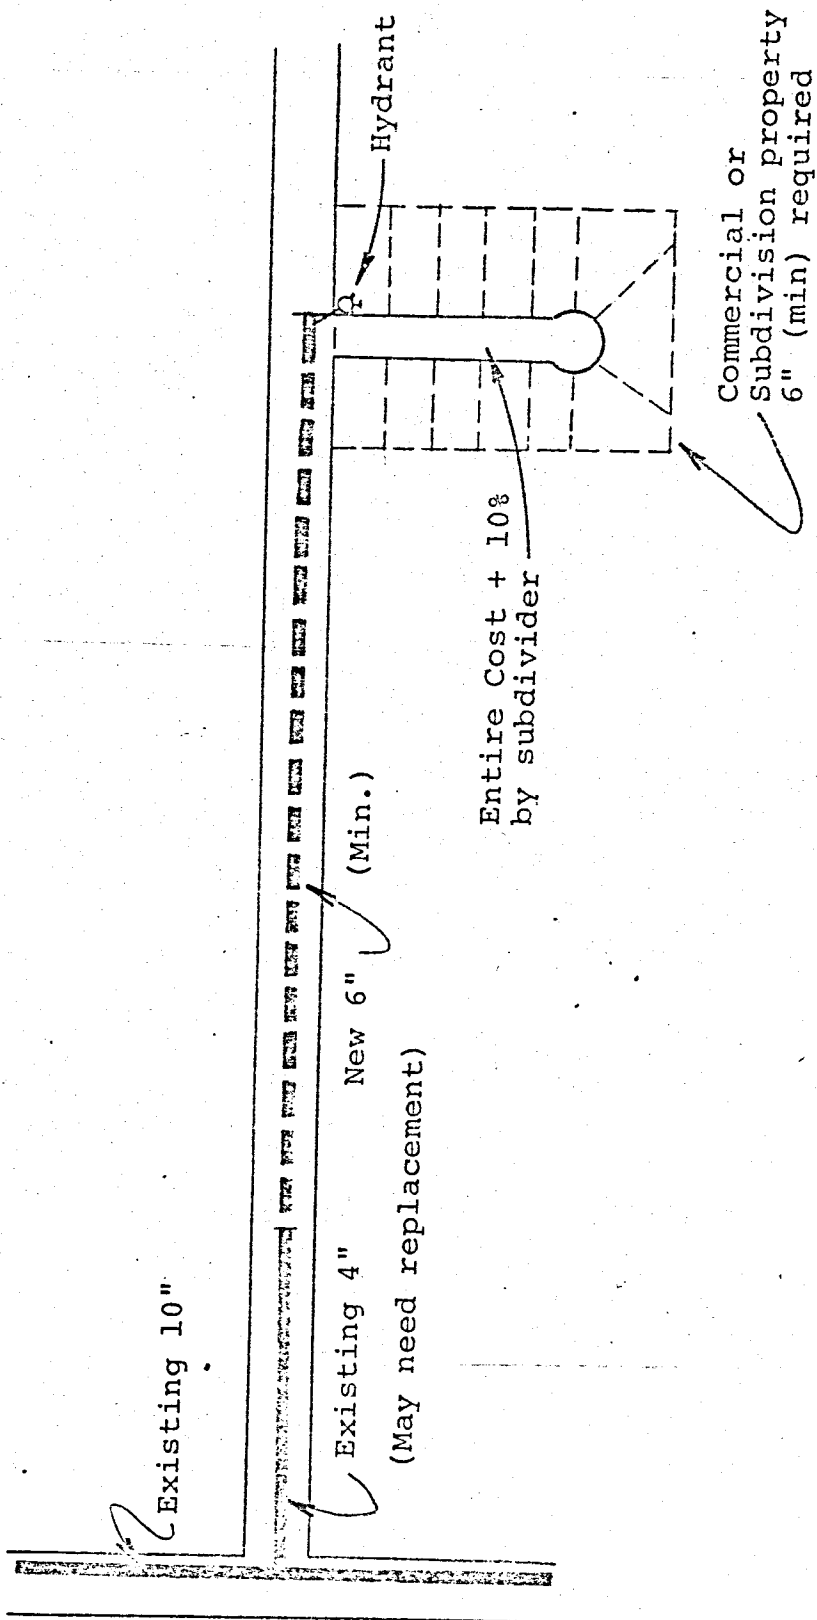 Existing 10"
Existing 4"
(May need replacement)
New 6" (Min.)
Entire Cost + 10%
by subdivider
Hydrant
Commercial or
Subdivision property
6" (min) required